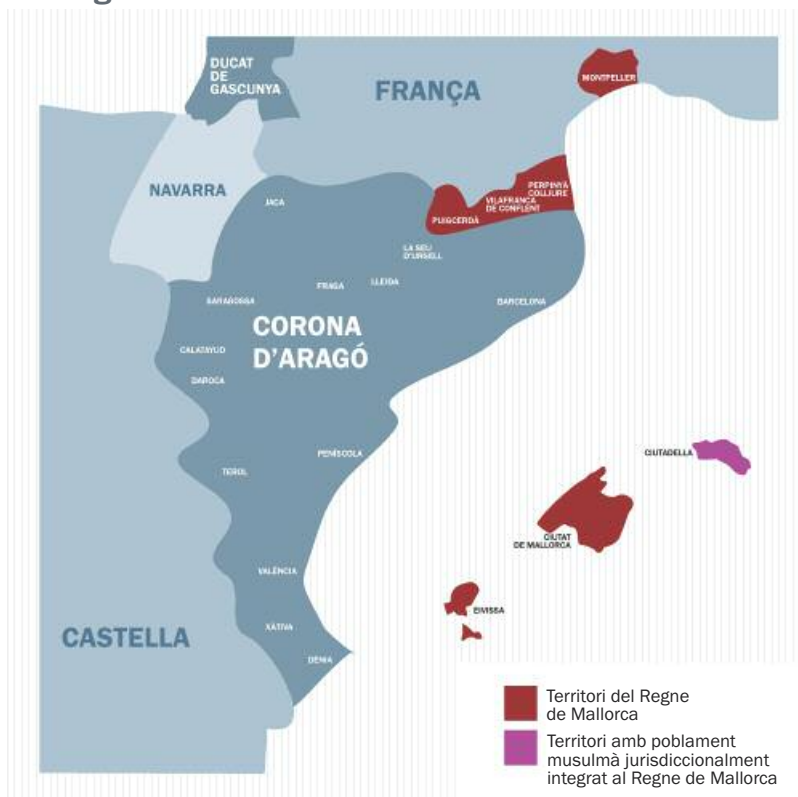 DUCAT
DE
GASCUNYA
FRANÇA
MONTPELLER
NAVARRA
PERPINYÀ
COLLIURE
VILAFRANCA
DE CONFLENT
PUIGCERDÀ
JACA
LA SEU
D'URGELL
FRAGA
LLEIDA
SARAGOSSA
BARCELONA
CORONA
D'ARAGÓ
CALATAYUD
DAROCA
PENÍSCOLA
CIUTADELLA
TEROL
CIUTAT
DE MALLORCA
VALÈNCIA
EIVISSA
XÀTIVA
CASTELLA
DÉNIA
Territori del Regne
de Mallorca
Territori amb poblament
musulmà jurisdiccionalment
integrat al Regne de Mallorca